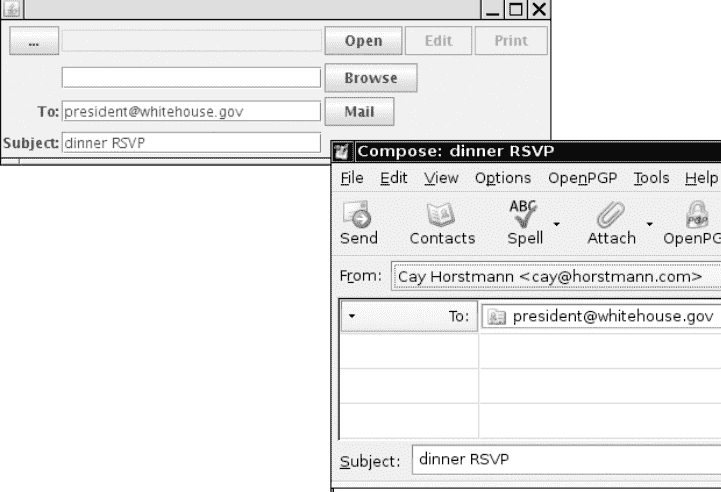 ... Open Edit Print
Browse
To: president@whitehouse.gov Mail
Subject: dinner RSVP
Compose: dinner RSVP
File Edit View Options OpenPGP Tools Help
ABC PGP
Send Contacts Spell Attach OpenPG
From: Cay Horstmann <cay@horstmann.com>
To: president@whitehouse.gov
Subject: dinner RSVP